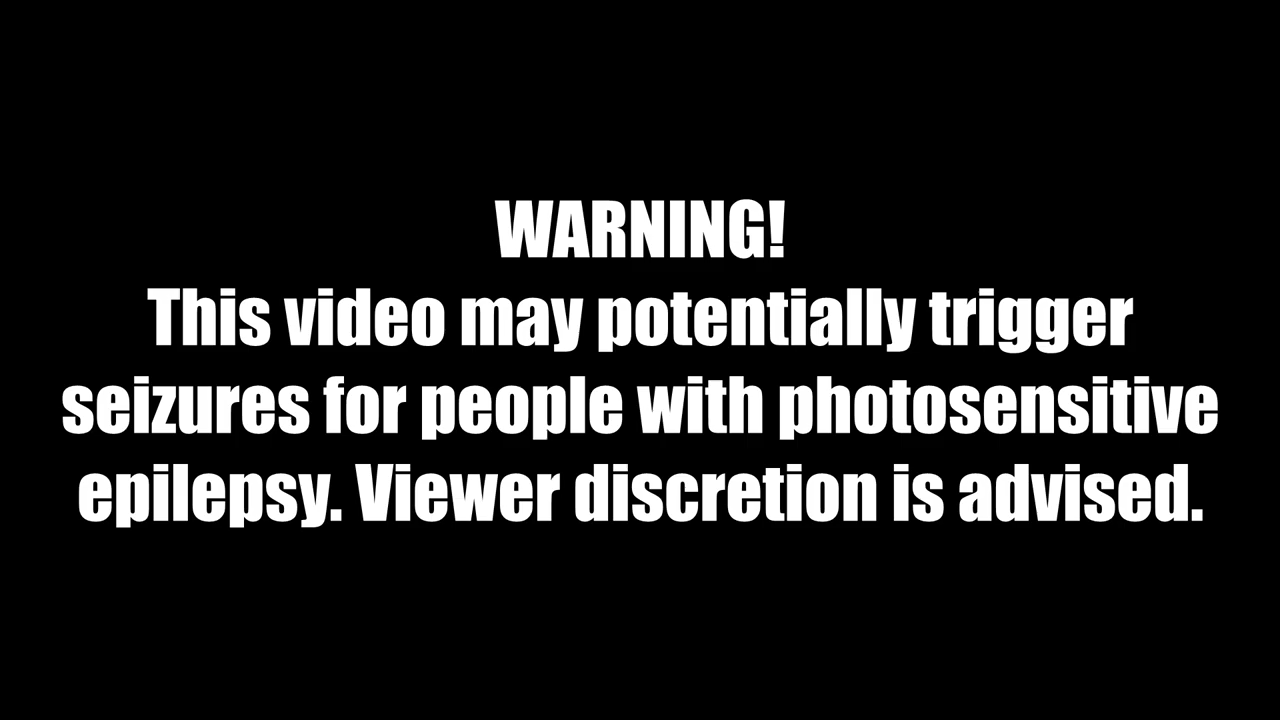 WARNING!
This video may potentially trigger
seizures for people with photosensitive
epilepsy. Viewer discretion is advised.